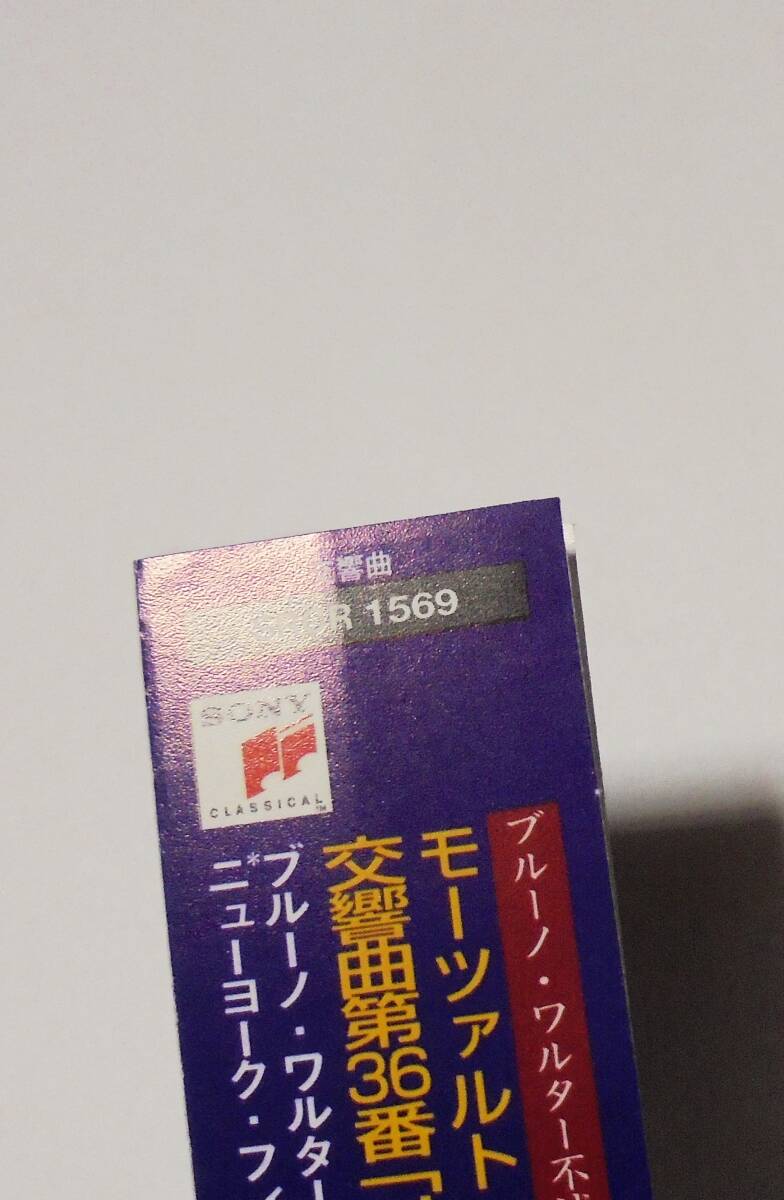 響曲
R 1569
SONY
CLASSICAL
TM
ブルーノ・ワルター不
モーツァルト
交響曲第36番「
ブルーノ・ワルター
*ニューヨーク・フィ